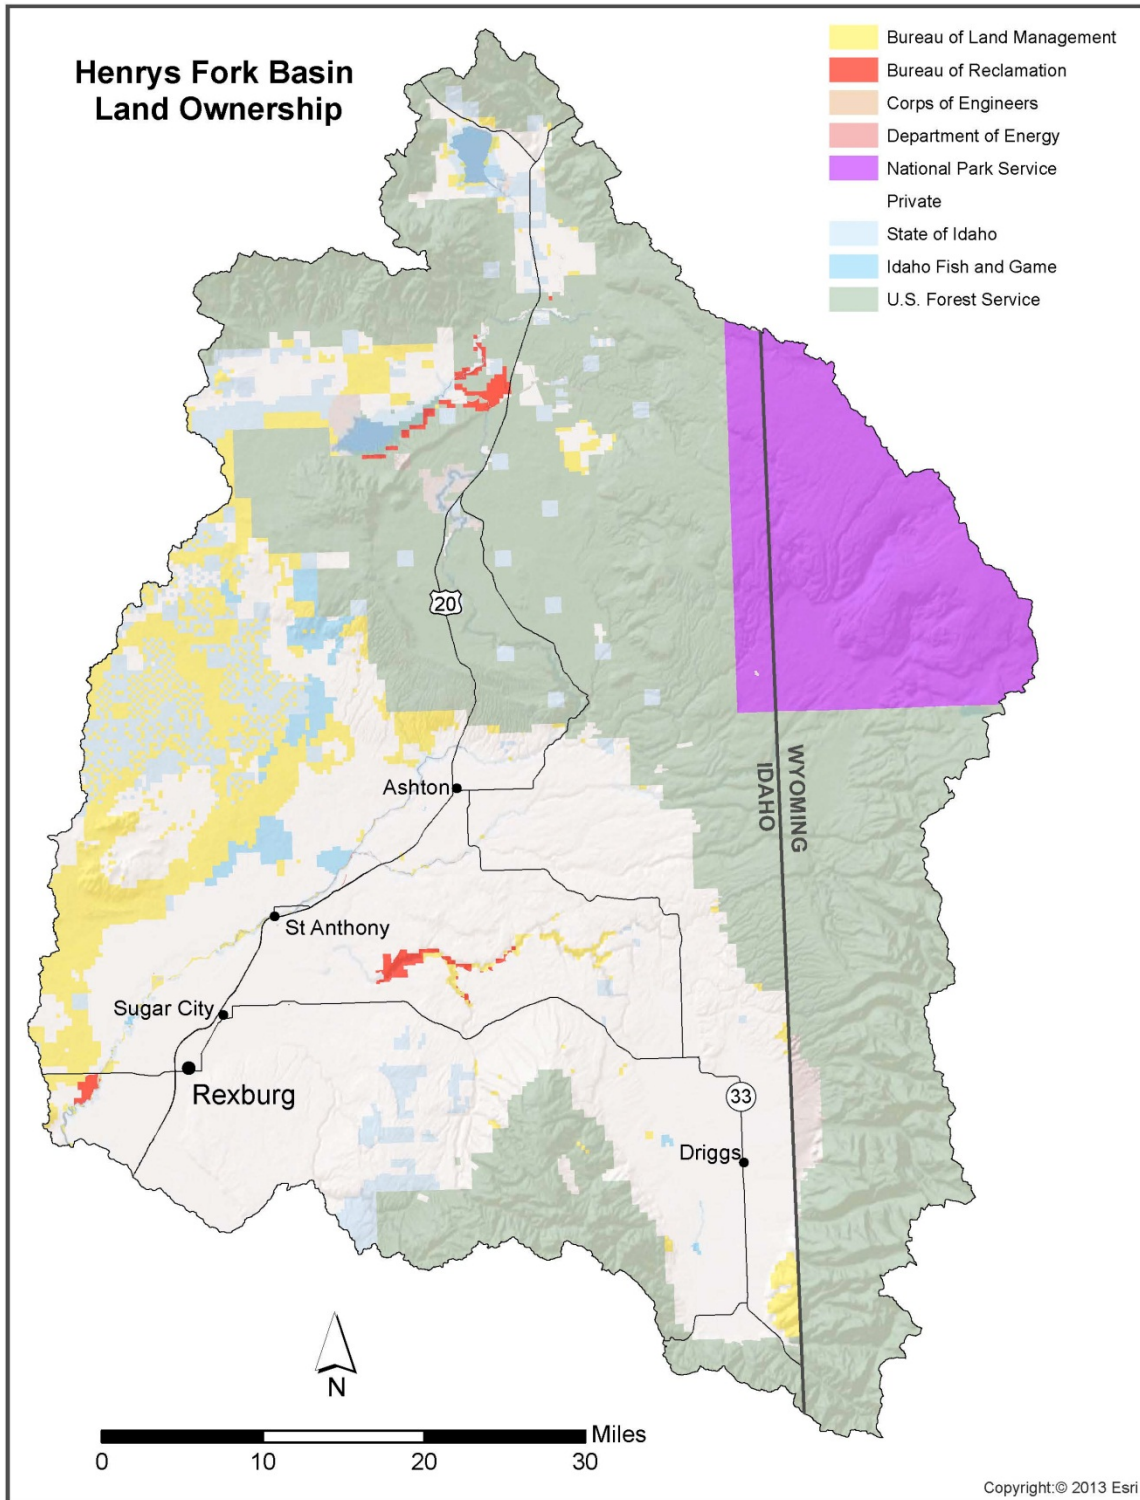 Henrys Fork Basin
Land Ownership
Bureau of Land Management
Bureau of Reclamation
Corps of Engineers
Department of Energy
National Park Service
Private
State of Idaho
Idaho Fish and Game
U.S. Forest Service
20
WYOMING
IDAHO
Ashton
St Anthony
Sugar City
Rexburg
33
Driggs
N
Miles
0 10 20 30
Copyright:© 2013 Esri